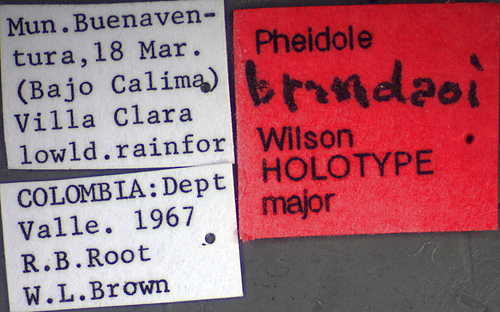 Mun.Buenaven-
tura,18 Mar.
(Bajo Calima)
Villa Clara
lowld.rainfor
COLOMBIA:Dept
Valle. 1967
R.B.Root
W.L.Brown
Pheidole
brandaoi
Wilson
HOLOTYPE
major